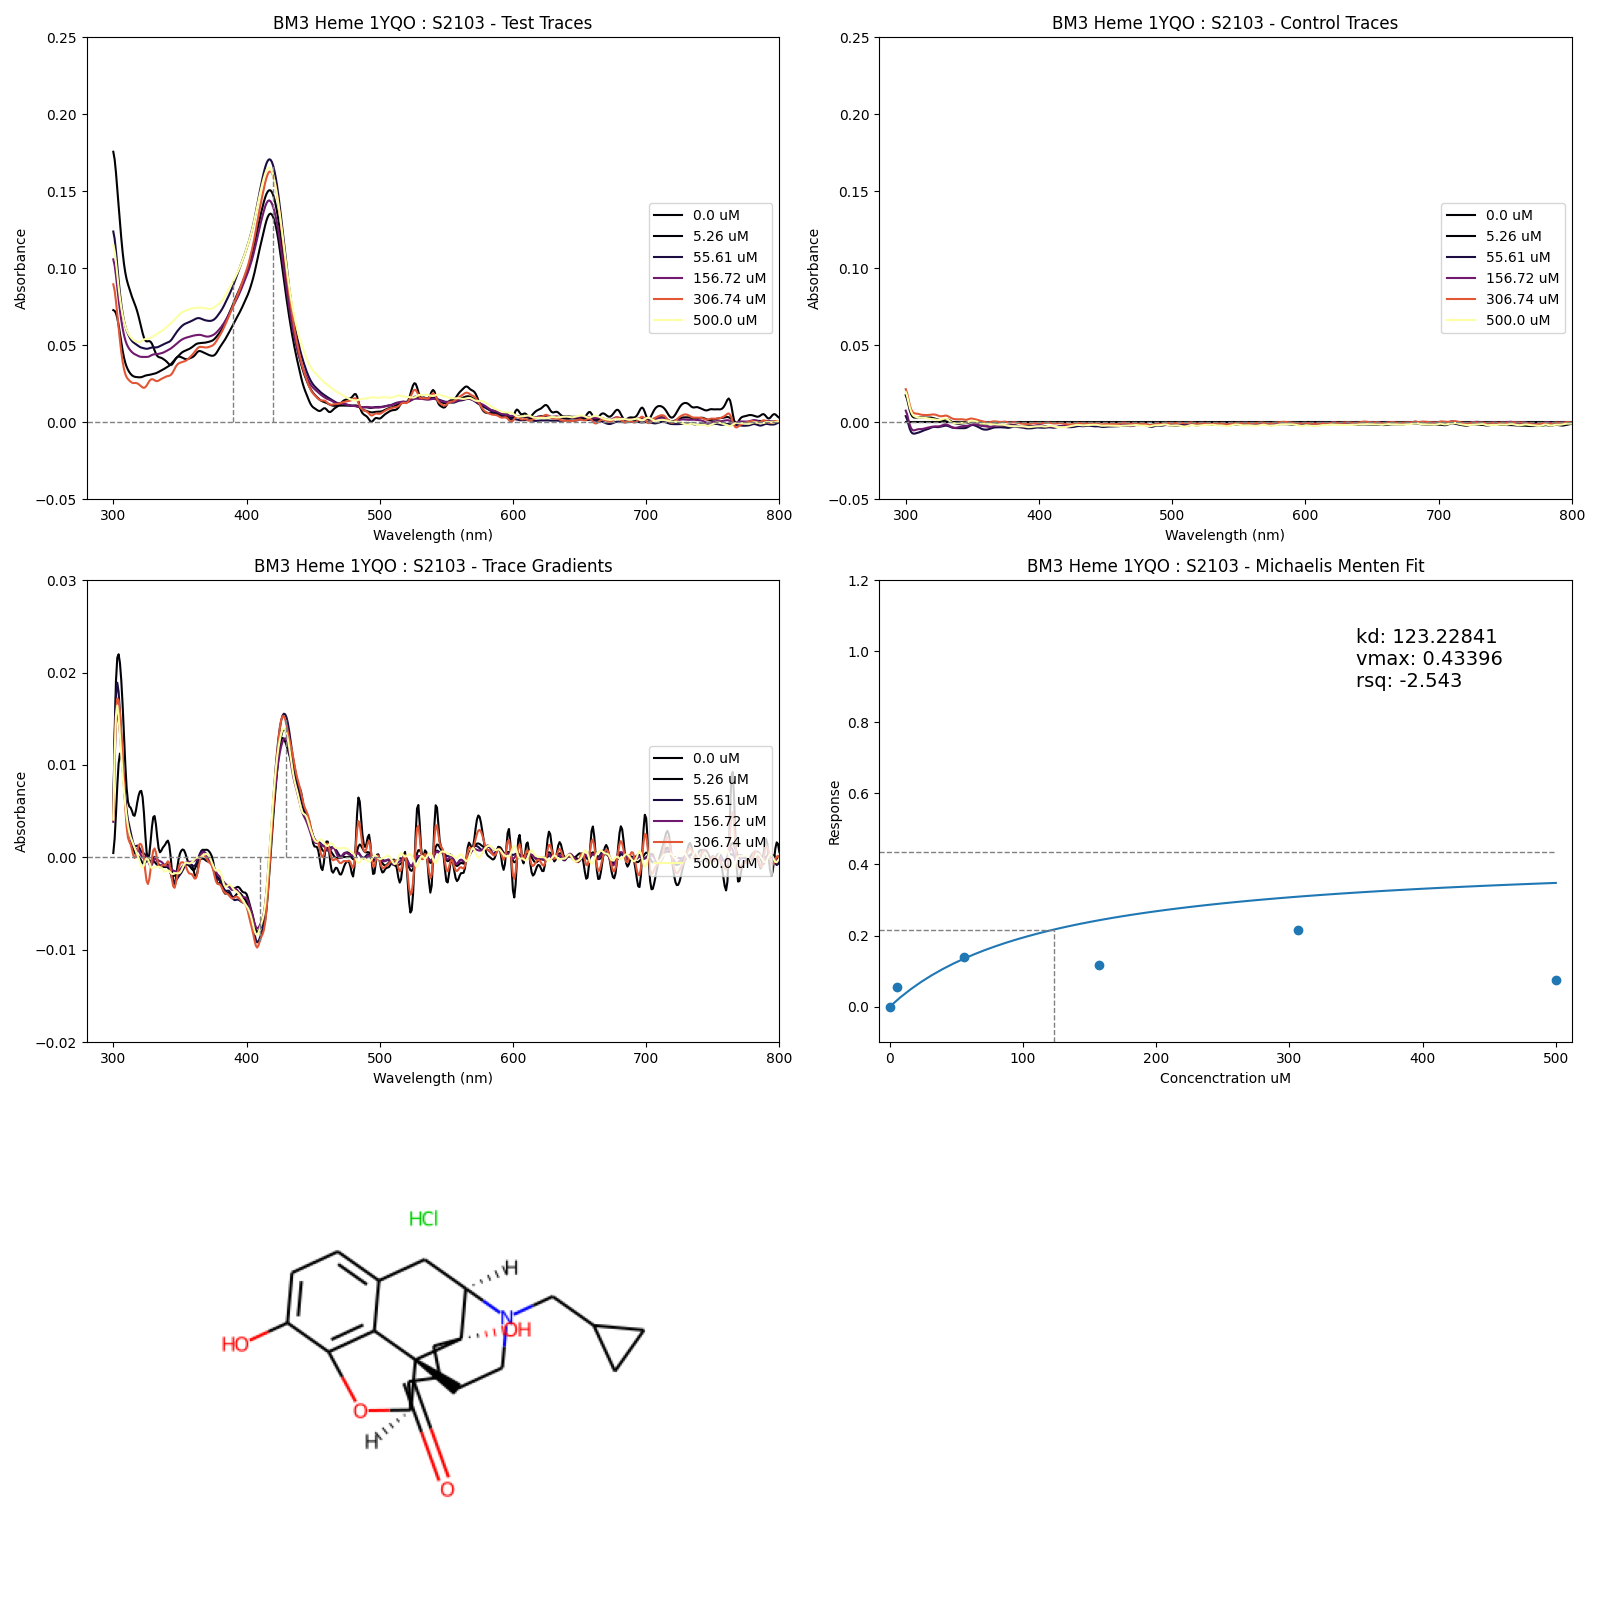 BM3 Heme 1YQO : S2103 - Test Traces
0.25
0.20
0.15
0.10
0.05
0.00
−0.05
Absorbance
300 400 500 600 700 800
Wavelength (nm)
0.0 uM
5.26 uM
55.61 uM
156.72 uM
306.74 uM
500.0 uM
BM3 Heme 1YQO : S2103 - Control Traces
0.25
0.20
0.15
0.10
0.05
0.00
−0.05
Absorbance
300 400 500 600 700 800
Wavelength (nm)
0.0 uM
5.26 uM
55.61 uM
156.72 uM
306.74 uM
500.0 uM
BM3 Heme 1YQO : S2103 - Trace Gradients
0.03
0.02
0.01
0.00
−0.01
−0.02
Absorbance
300 400 500 600 700 800
Wavelength (nm)
0.0 uM
5.26 uM
55.61 uM
156.72 uM
306.74 uM
500.0 uM
BM3 Heme 1YQO : S2103 - Michaelis Menten Fit
1.2
1.0
0.8
0.6
0.4
0.2
0.0
Response
0 100 200 300 400 500
Concenctration uM
kd: 123.22841
vmax: 0.43396
rsq: -2.543
HCl
H
N
OH
HO
O
H
O